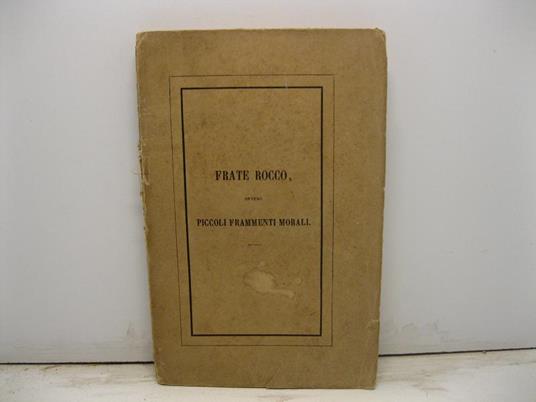 FRATE ROCCO,
OVVERO
PICCOLI FRAMMENTI MORALI.